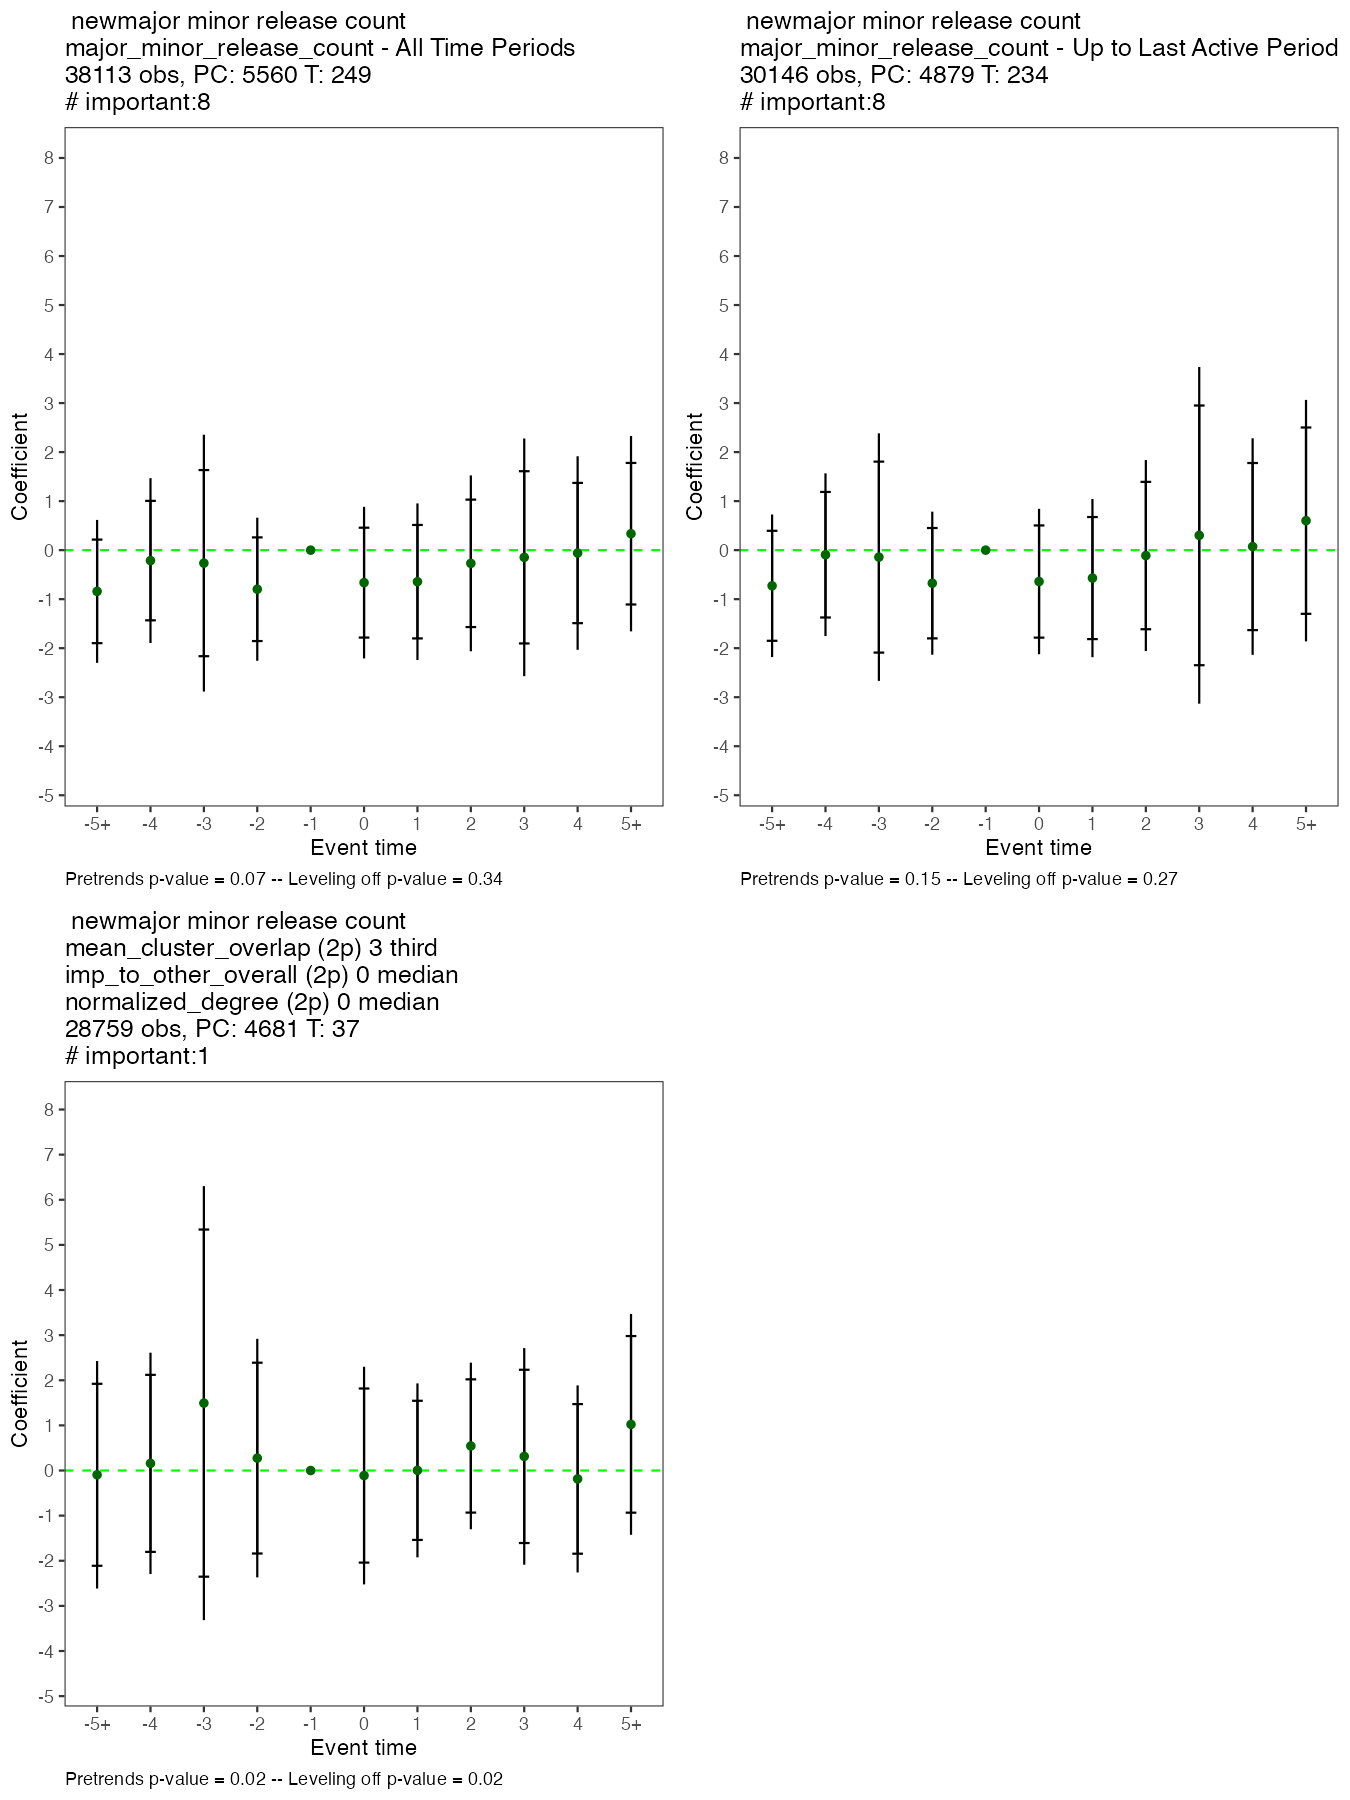 newmajor minor release count
major_minor_release_count - All Time Periods
38113 obs, PC: 5560 T: 249
# important:8
8
7
6
5
4
3
2
1
0
-1
-2
-3
-4
-5
Coefficient
-5+ -4 -3 -2 -1 0 1 2 3 4 5+
Event time
Pretrends p-value = 0.07 -- Leveling off p-value = 0.34
newmajor minor release count
major_minor_release_count - Up to Last Active Period
30146 obs, PC: 4879 T: 234
# important:8
8
7
6
5
4
3
2
1
0
-1
-2
-3
-4
-5
Coefficient
-5+ -4 -3 -2 -1 0 1 2 3 4 5+
Event time
Pretrends p-value = 0.15 -- Leveling off p-value = 0.27
newmajor minor release count
mean_cluster_overlap (2p) 3 third
imp_to_other_overall (2p) 0 median
normalized_degree (2p) 0 median
28759 obs, PC: 4681 T: 37
# important:1
8
7
6
5
4
3
2
1
0
-1
-2
-3
-4
-5
Coefficient
-5+ -4 -3 -2 -1 0 1 2 3 4 5+
Event time
Pretrends p-value = 0.02 -- Leveling off p-value = 0.02